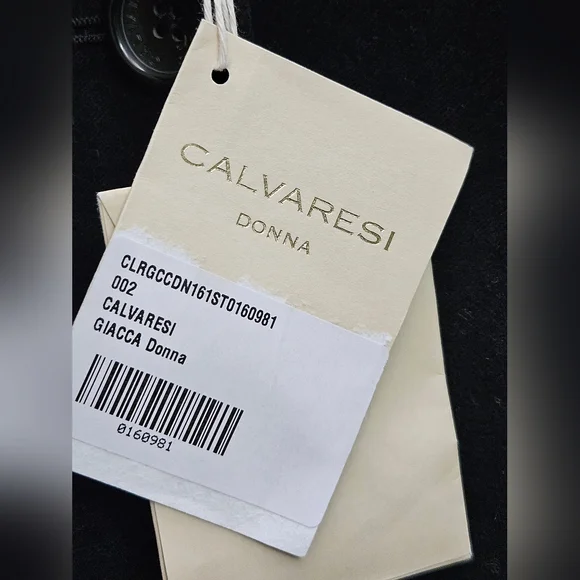 CALVARESI
DONNA
CLRGCCDN161ST0160981
002
CALVARESI
GIACCA Donna
0160981